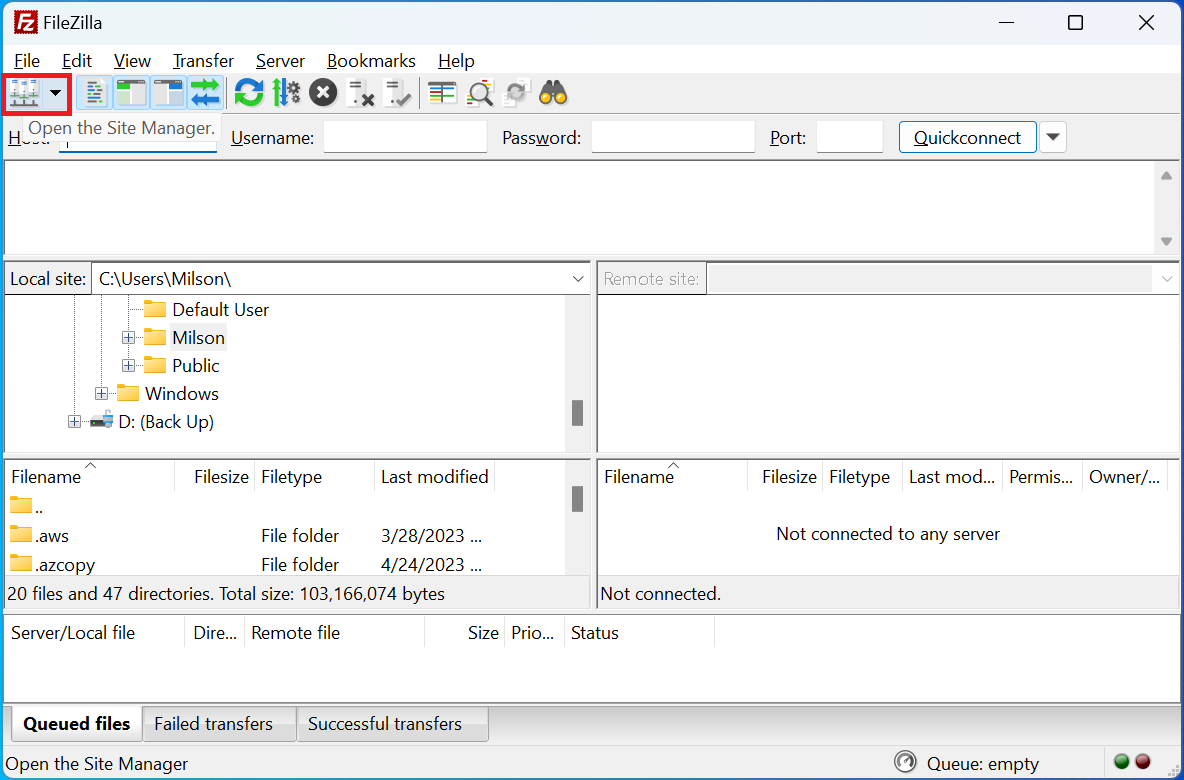 FileZilla
File Edit View Transfer Server Bookmarks Help
Open the Site Manager.
Host: Username: Password: Port: Quickconnect
Local site: C:\Users\Milson\
Remote site:
Default User
Milson
Public
Windows
D: (Back Up)
Filename Filesize Filetype Last modified
..
.aws File folder 3/28/2023 ...
.azcopy File folder 4/24/2023 ...
20 files and 47 directories. Total size: 103,166,074 bytes
Filename Filesize Filetype Last mod... Permis... Owner/...
Not connected to any server
Not connected.
Server/Local file Dire... Remote file Size Prio... Status
Queued files Failed transfers Successful transfers
Open the Site Manager Queue: empty